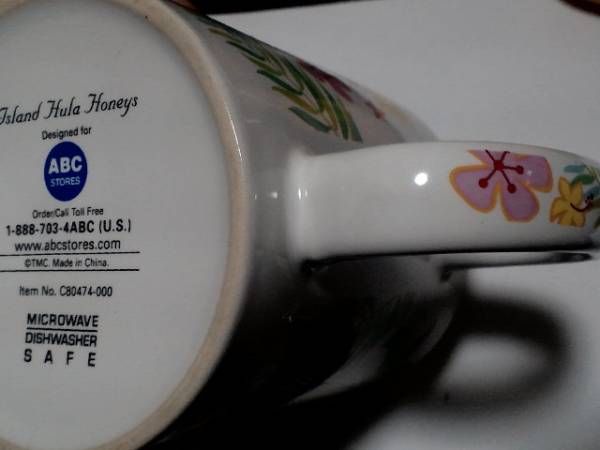 Island Hula Honeys
Designed for
ABC
STORES
Order/Call Toll Free
1-888-703-4ABC (U.S.)
www.abcstores.com
©TMC. Made in China.
Item No. C80474-000
MICROWAVE
DISHWASHER
SAFE